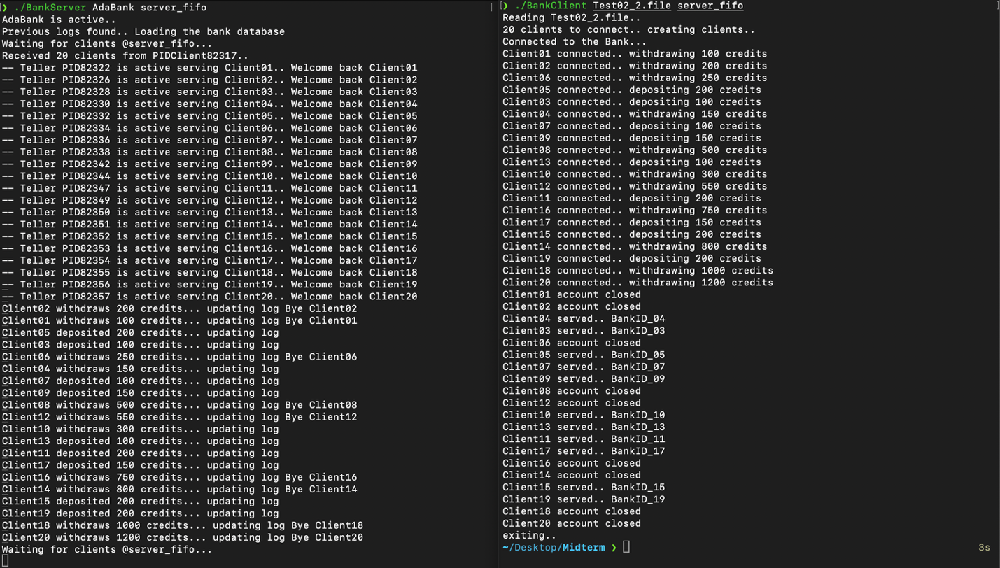 ❯ ./BankServer AdaBank server_fifo
AdaBank is active..
Previous logs found.. Loading the bank database
Waiting for clients @server_fifo...
Received 20 clients from PIDClient82317..
-- Teller PID82322 is active serving Client01.. Welcome back Client01
-- Teller PID82326 is active serving Client02.. Welcome back Client02
-- Teller PID82328 is active serving Client03.. Welcome back Client03
-- Teller PID82330 is active serving Client04.. Welcome back Client04
-- Teller PID82332 is active serving Client05.. Welcome back Client05
-- Teller PID82334 is active serving Client06.. Welcome back Client06
-- Teller PID82336 is active serving Client07.. Welcome back Client07
-- Teller PID82338 is active serving Client08.. Welcome back Client08
-- Teller PID82342 is active serving Client09.. Welcome back Client09
-- Teller PID82344 is active serving Client10.. Welcome back Client10
-- Teller PID82347 is active serving Client11.. Welcome back Client11
-- Teller PID82349 is active serving Client12.. Welcome back Client12
-- Teller PID82350 is active serving Client13.. Welcome back Client13
-- Teller PID82351 is active serving Client14.. Welcome back Client14
-- Teller PID82352 is active serving Client15.. Welcome back Client15
-- Teller PID82353 is active serving Client16.. Welcome back Client16
-- Teller PID82354 is active serving Client17.. Welcome back Client17
-- Teller PID82355 is active serving Client18.. Welcome back Client18
-- Teller PID82356 is active serving Client19.. Welcome back Client19
-- Teller PID82357 is active serving Client20.. Welcome back Client20
Client02 withdraws 200 credits... updating log Bye Client02
Client01 withdraws 100 credits... updating log Bye Client01
Client05 deposited 200 credits... updating log
Client03 deposited 100 credits... updating log
Client06 withdraws 250 credits... updating log Bye Client06
Client04 withdraws 150 credits... updating log
Client07 deposited 100 credits... updating log
Client09 deposited 150 credits... updating log
Client08 withdraws 500 credits... updating log Bye Client08
Client12 withdraws 550 credits... updating log Bye Client12
Client10 withdraws 300 credits... updating log
Client13 deposited 100 credits... updating log
Client11 deposited 200 credits... updating log
Client17 deposited 150 credits... updating log
Client16 withdraws 750 credits... updating log Bye Client16
Client14 withdraws 800 credits... updating log Bye Client14
Client15 deposited 200 credits... updating log
Client19 deposited 200 credits... updating log
Client18 withdraws 1000 credits... updating log Bye Client18
Client20 withdraws 1200 credits... updating log Bye Client20
Waiting for clients @server_fifo...
❯ ./BankClient Test02_2.file server_fifo
Reading Test02_2.file..
20 clients to connect.. creating clients..
Connected to the Bank...
Client01 connected.. withdrawing 100 credits
Client02 connected.. withdrawing 200 credits
Client06 connected.. withdrawing 250 credits
Client05 connected.. depositing 200 credits
Client03 connected.. depositing 100 credits
Client04 connected.. withdrawing 150 credits
Client07 connected.. depositing 100 credits
Client09 connected.. depositing 150 credits
Client08 connected.. withdrawing 500 credits
Client13 connected.. depositing 100 credits
Client10 connected.. withdrawing 300 credits
Client12 connected.. withdrawing 550 credits
Client11 connected.. depositing 200 credits
Client16 connected.. withdrawing 750 credits
Client17 connected.. depositing 150 credits
Client15 connected.. depositing 200 credits
Client14 connected.. withdrawing 800 credits
Client19 connected.. depositing 200 credits
Client18 connected.. withdrawing 1000 credits
Client20 connected.. withdrawing 1200 credits
Client01 account closed
Client02 account closed
Client04 served.. BankID_04
Client03 served.. BankID_03
Client06 account closed
Client05 served.. BankID_05
Client07 served.. BankID_07
Client09 served.. BankID_09
Client08 account closed
Client12 account closed
Client10 served.. BankID_10
Client13 served.. BankID_13
Client11 served.. BankID_11
Client17 served.. BankID_17
Client16 account closed
Client14 account closed
Client15 served.. BankID_15
Client19 served.. BankID_19
Client18 account closed
Client20 account closed
exiting..
~/Desktop/Midterm ❯ 3s